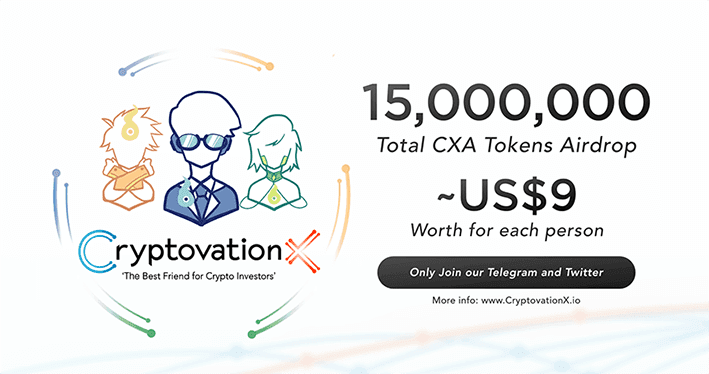 CryptovationX
'The Best Friend for Crypto Investors'
15,000,000
Total CXA Tokens Airdrop
~US$9
Worth for each person
Only Join our Telegram and Twitter
More info: www.CryptovationX.io